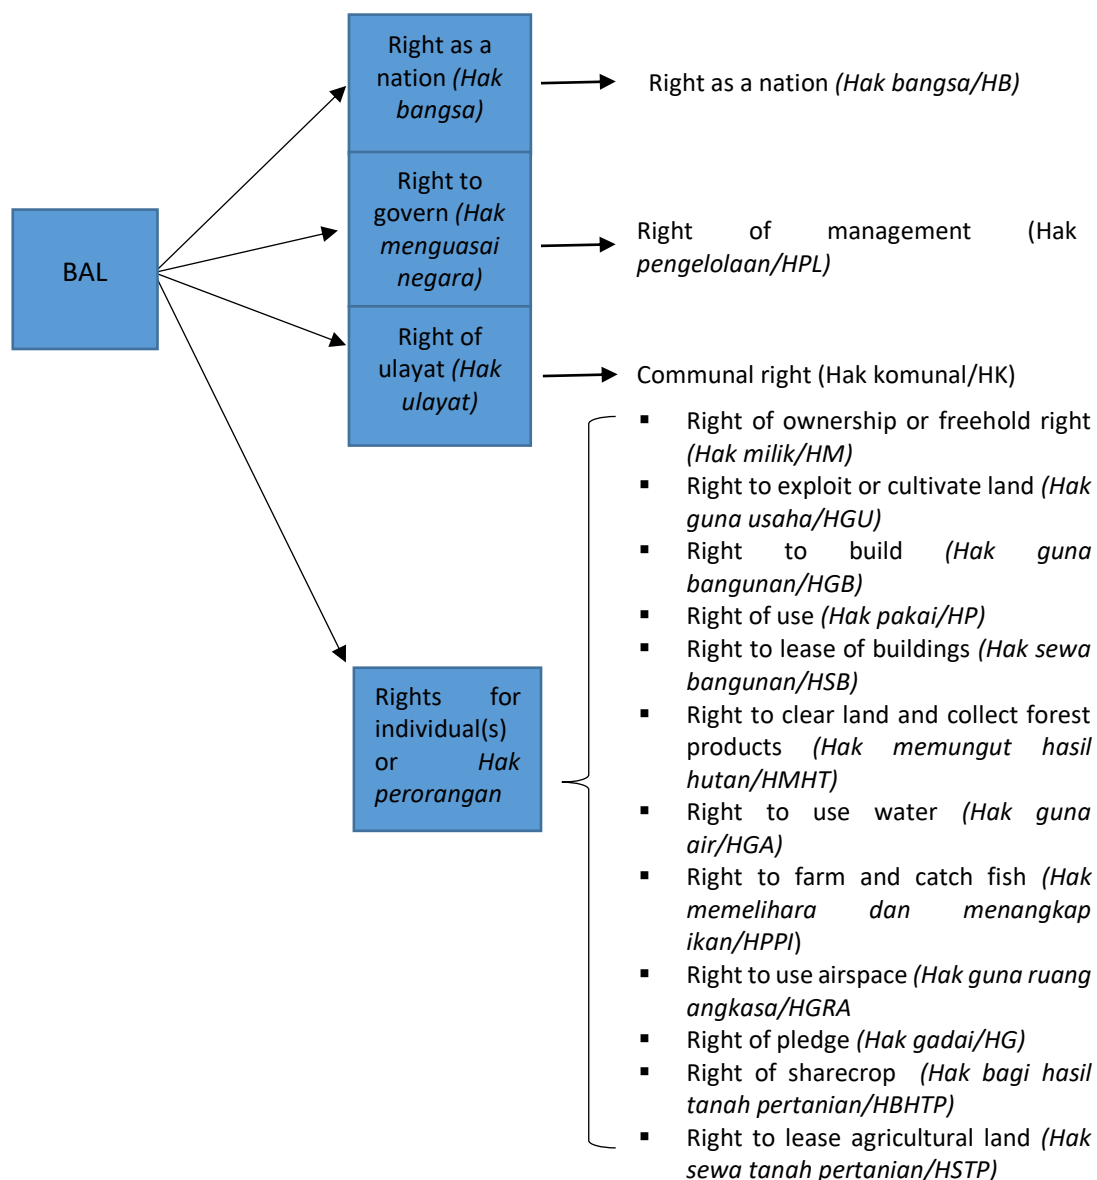 BAL
Right as a
nation (Hak
bangsa)
Right as a nation (Hak bangsa/HB)
Right to
govern (Hak
menguasai
negara)
Right of management (Hak
pengelolaan/HPL)
Right of
ulayat (Hak
ulayat)
Communal right (Hak komunal/HK)
Rights for
individual(s)
or Hak
perorangan
▪ Right of ownership or freehold right
(Hak milik/HM)
▪ Right to exploit or cultivate land (Hak
guna usaha/HGU)
▪ Right to build (Hak guna
bangunan/HGB)
▪ Right of use (Hak pakai/HP)
▪ Right to lease of buildings (Hak sewa
bangunan/HSB)
▪ Right to clear land and collect forest
products (Hak memungut hasil
hutan/HMHT)
▪ Right to use water (Hak guna
air/HGA)
▪ Right to farm and catch fish (Hak
memelihara dan menangkap
ikan/HPPI)
▪ Right to use airspace (Hak guna ruang
angkasa/HGRA
▪ Right of pledge (Hak gadai/HG)
▪ Right of sharecrop (Hak bagi hasil
tanah pertanian/HBHTP)
▪ Right to lease agricultural land (Hak
sewa tanah pertanian/HSTP)